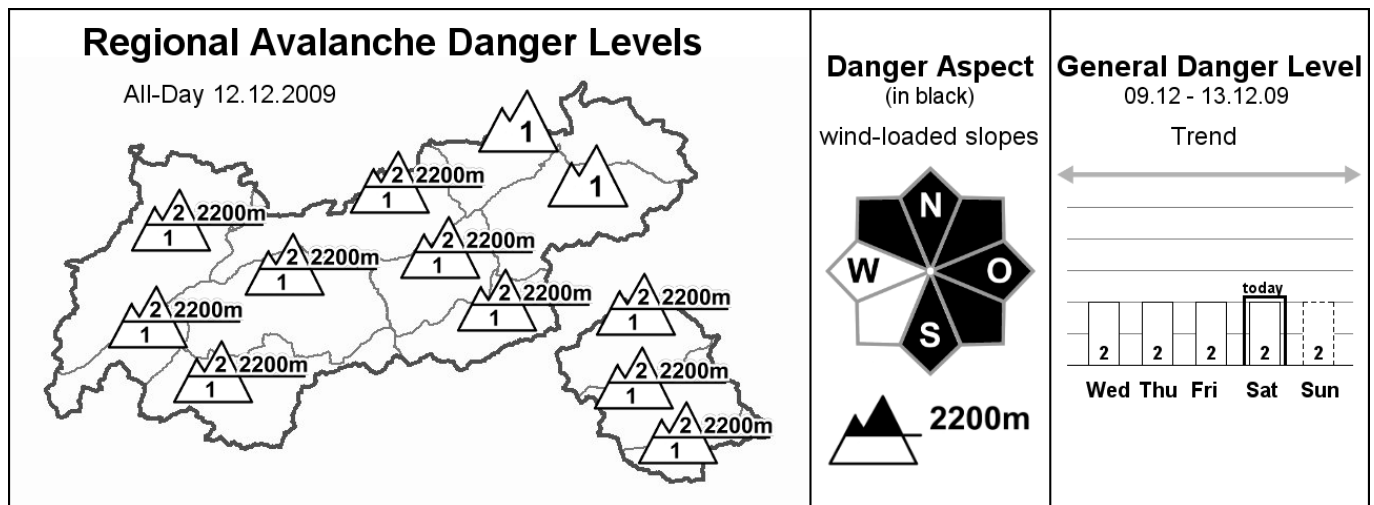 Regional Avalanche Danger Levels
All-Day 12.12.2009
1
1
2 2200m
1
2 2200m
1
2 2200m
1
2 2200m
1
2 2200m
1
2 2200m
1
2 2200m
1
2 2200m
1
2 2200m
1
2 2200m
1
Danger Aspect
(in black)
wind-loaded slopes
N
W
O
S
2200m
General Danger Level
09.12 - 13.12.09
Trend
today
2 2 2 2 2
Wed Thu Fri Sat Sun